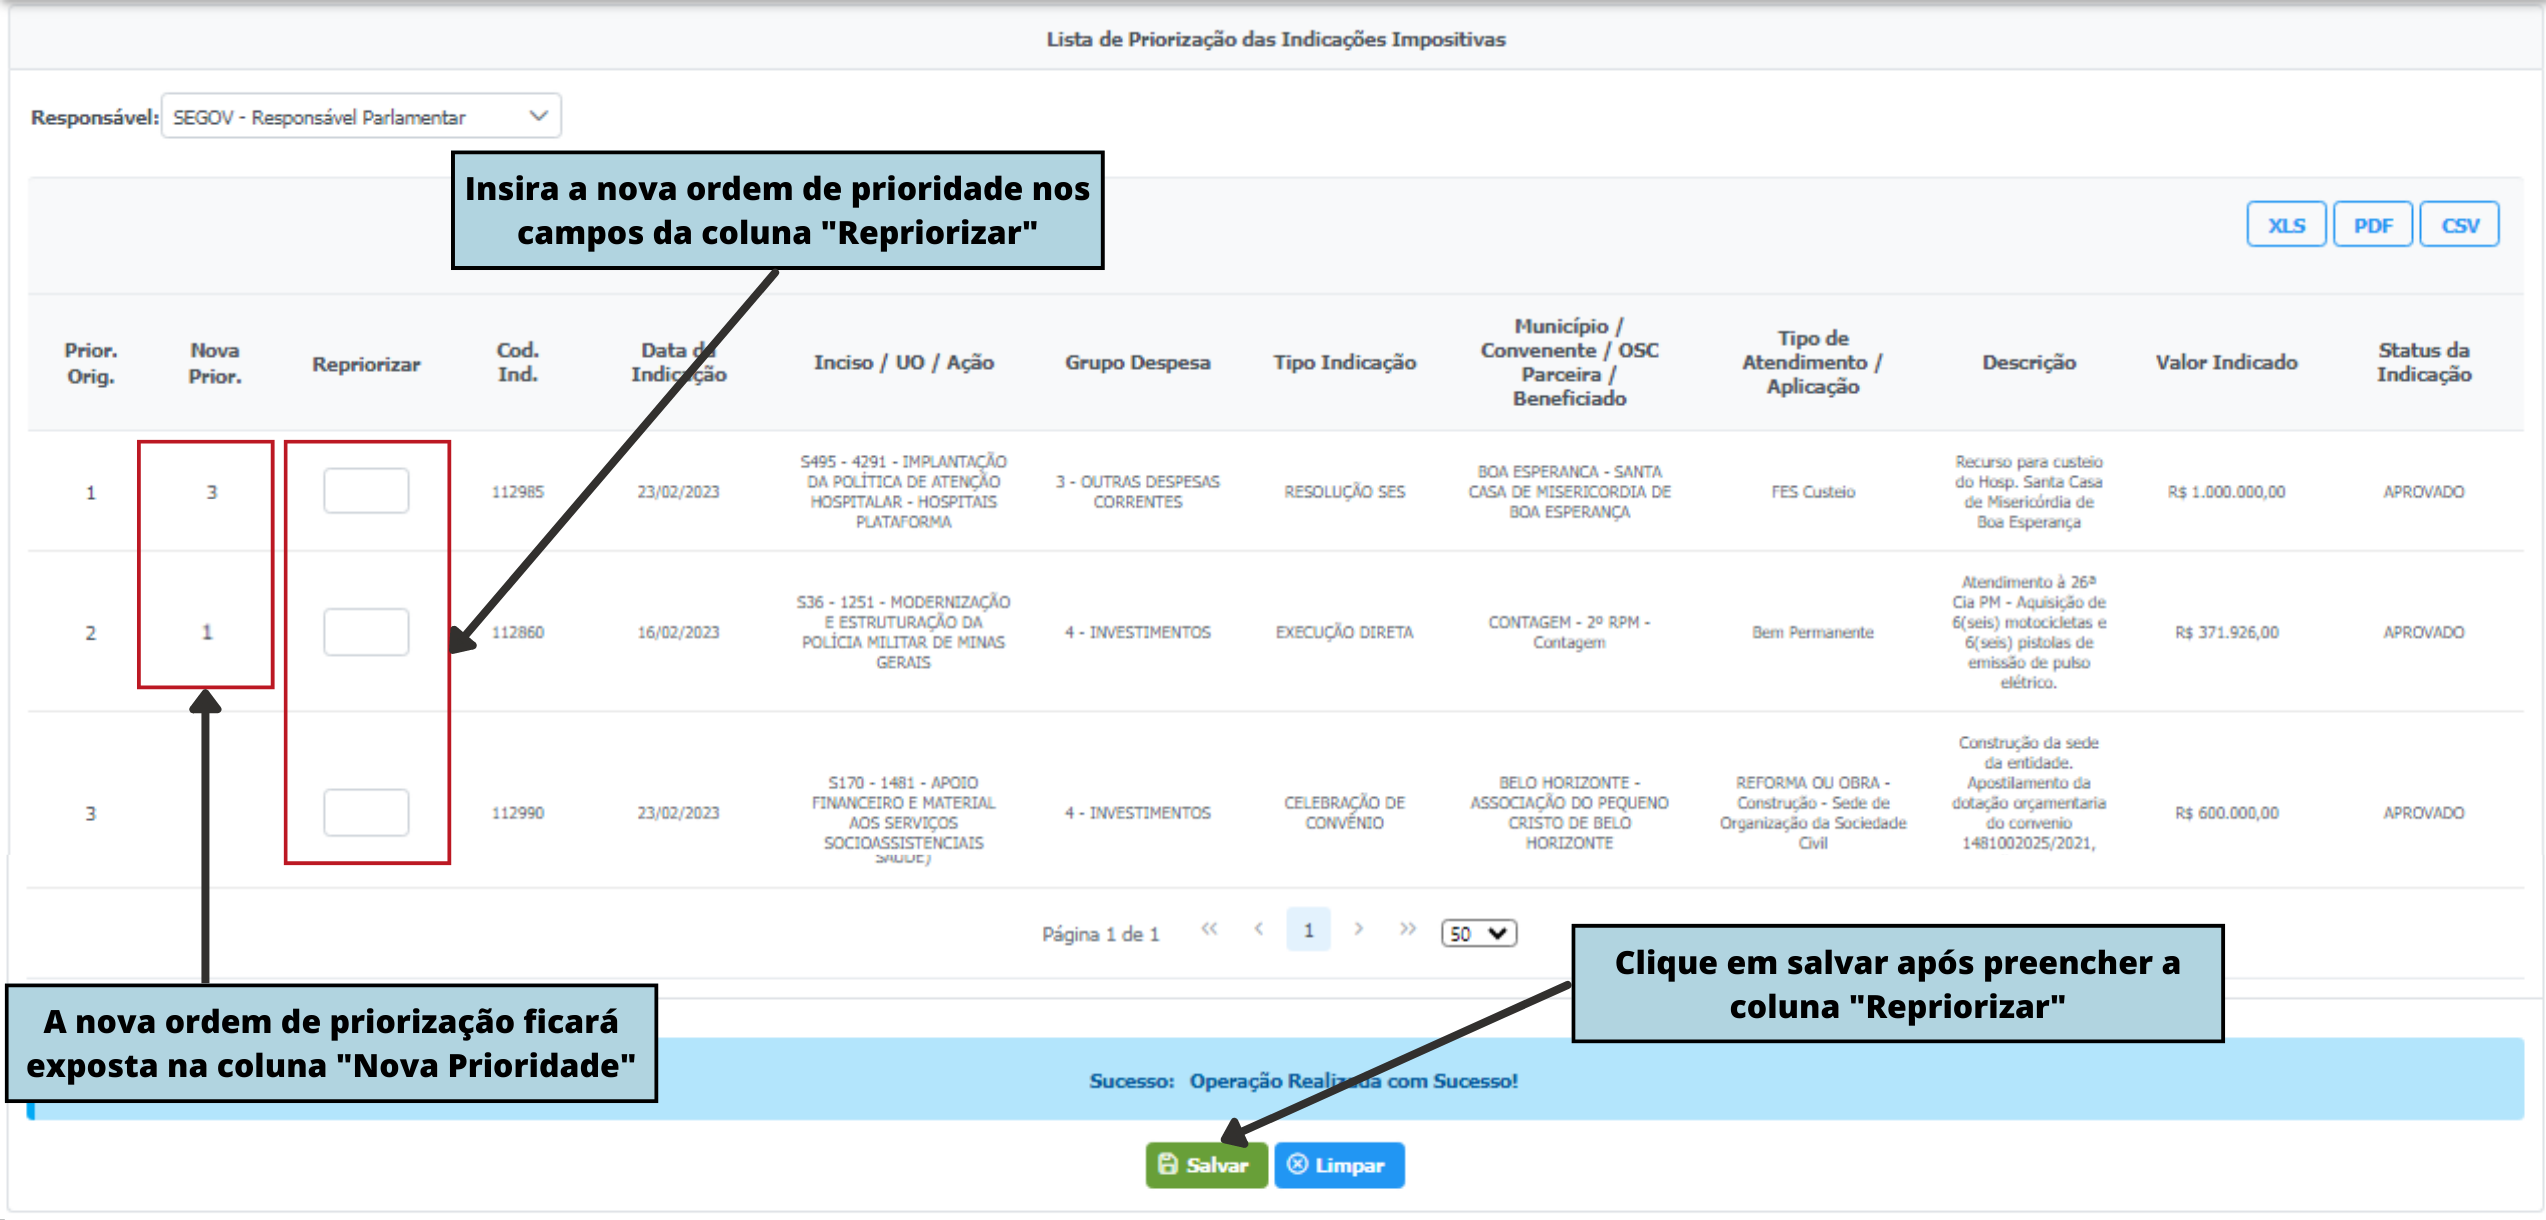 Lista de Priorização das Indicações Impositivas
Responsável: SEGOV - Responsável Parlamentar
Insira a nova ordem de prioridade nos
campos da coluna "Repriorizar"
XLS PDF CSV
Prior.
Orig.
Nova
Prior.
Repriorizar
Cod.
Ind.
Data da
Indicação
Inciso / UO / Ação
Grupo Despesa
Tipo Indicação
Município /
Convenente / OSC
Parceira /
Beneficiado
Tipo de
Atendimento /
Aplicação
Descrição
Valor Indicado
Status da
Indicação
1
3
112985
23/02/2023
S495 - 4291 - IMPLANTAÇÃO
DA POLÍTICA DE ATENÇÃO
HOSPITALAR - HOSPITAIS
PLATAFORMA
3 - OUTRAS DESPESAS
CORRENTES
RESOLUÇÃO SES
BOA ESPERANCA - SANTA
CASA DE MISERICORDIA DE
BOA ESPERANÇA
FES Custeio
Recurso para custeio
do Hosp. Santa Casa
de Misericórdia de
Boa Esperança
R$ 1.000.000,00
APROVADO
2
1
112860
16/02/2023
S36 - 1251 - MODERNIZAÇÃO
E ESTRUTURAÇÃO DA
POLÍCIA MILITAR DE MINAS
GERAIS
4 - INVESTIMENTOS
EXECUÇÃO DIRETA
CONTAGEM - 2º RPM -
Contagem
Bem Permanente
Atendimento à 26ª
Cia PM - Aquisição de
6(seis) motocicletas e
6(seis) pistolas de
emissão de pulso
elétrico.
R$ 371.926,00
APROVADO
3
112990
23/02/2023
S170 - 1481 - APOIO
FINANCEIRO E MATERIAL
AOS SERVIÇOS
SOCIOASSISTENCIAIS
SAUDE)
4 - INVESTIMENTOS
CELEBRAÇÃO DE
CONVÊNIO
BELO HORIZONTE -
ASSOCIAÇÃO DO PEQUENO
CRISTO DE BELO
HORIZONTE
REFORMA OU OBRA -
Construção - Sede de
Organização da Sociedade
Civil
Construção da sede
da entidade.
Apostilamento da
dotação orçamentaria
do convenio
1481002025/2021,
R$ 600.000,00
APROVADO
Página 1 de 1 « ‹ 1 › » 50
Clique em salvar após preencher a
coluna "Repriorizar"
A nova ordem de priorização ficará
exposta na coluna "Nova Prioridade"
Sucesso: Operação Realizada com Sucesso!
Salvar Limpar